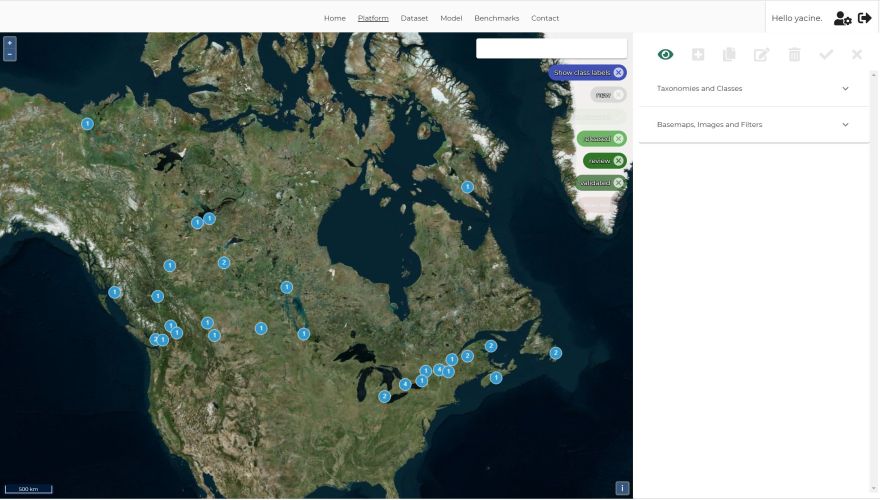 Home Platform Dataset Model Benchmarks Contact
Hello yacine.
+
−
Show class labels
new
released
review
validated
Taxonomies and Classes
Basemaps, Images and Filters
1
1
1
1
1
2
1
1
1
1
1
1
1
2
1
1
1
1
2
2
2
1
1
4
1
1
1
4
2
500 km
i